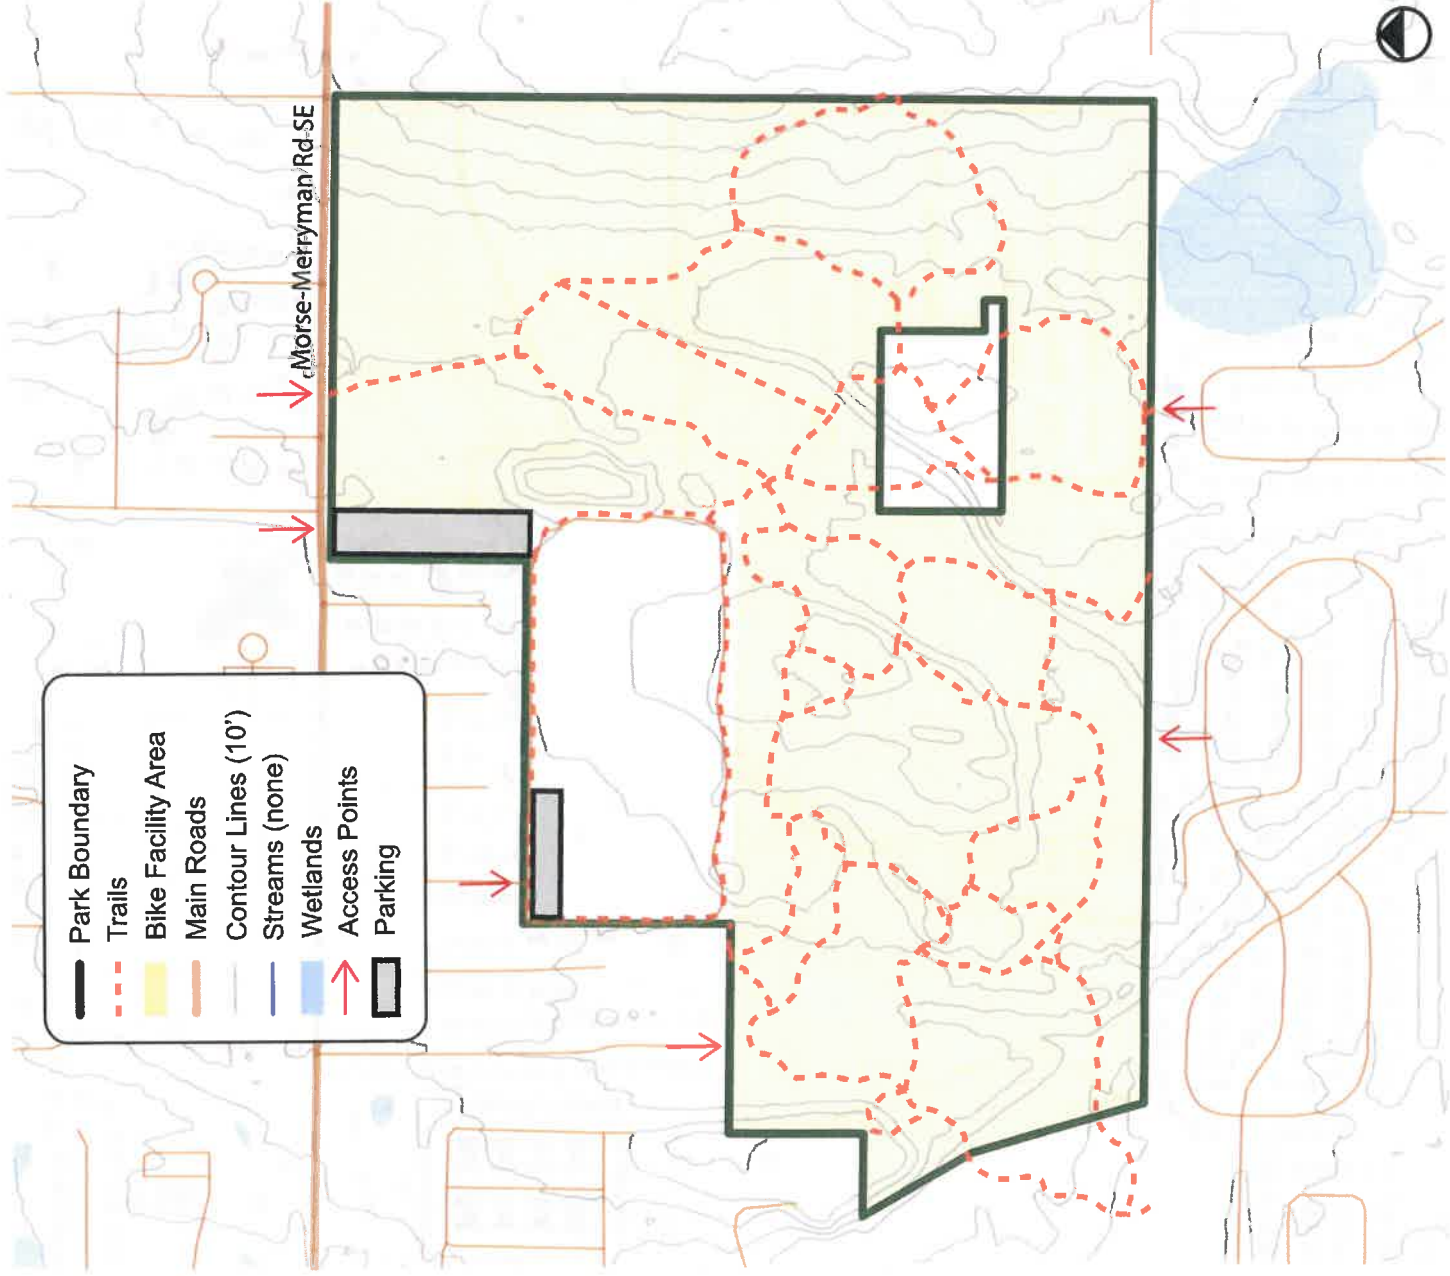 Morse-Merryman Rd SE
Park Boundary
Trails
Bike Facility Area
Main Roads
Contour Lines (10')
Streams (none)
Wetlands
Access Points
Parking